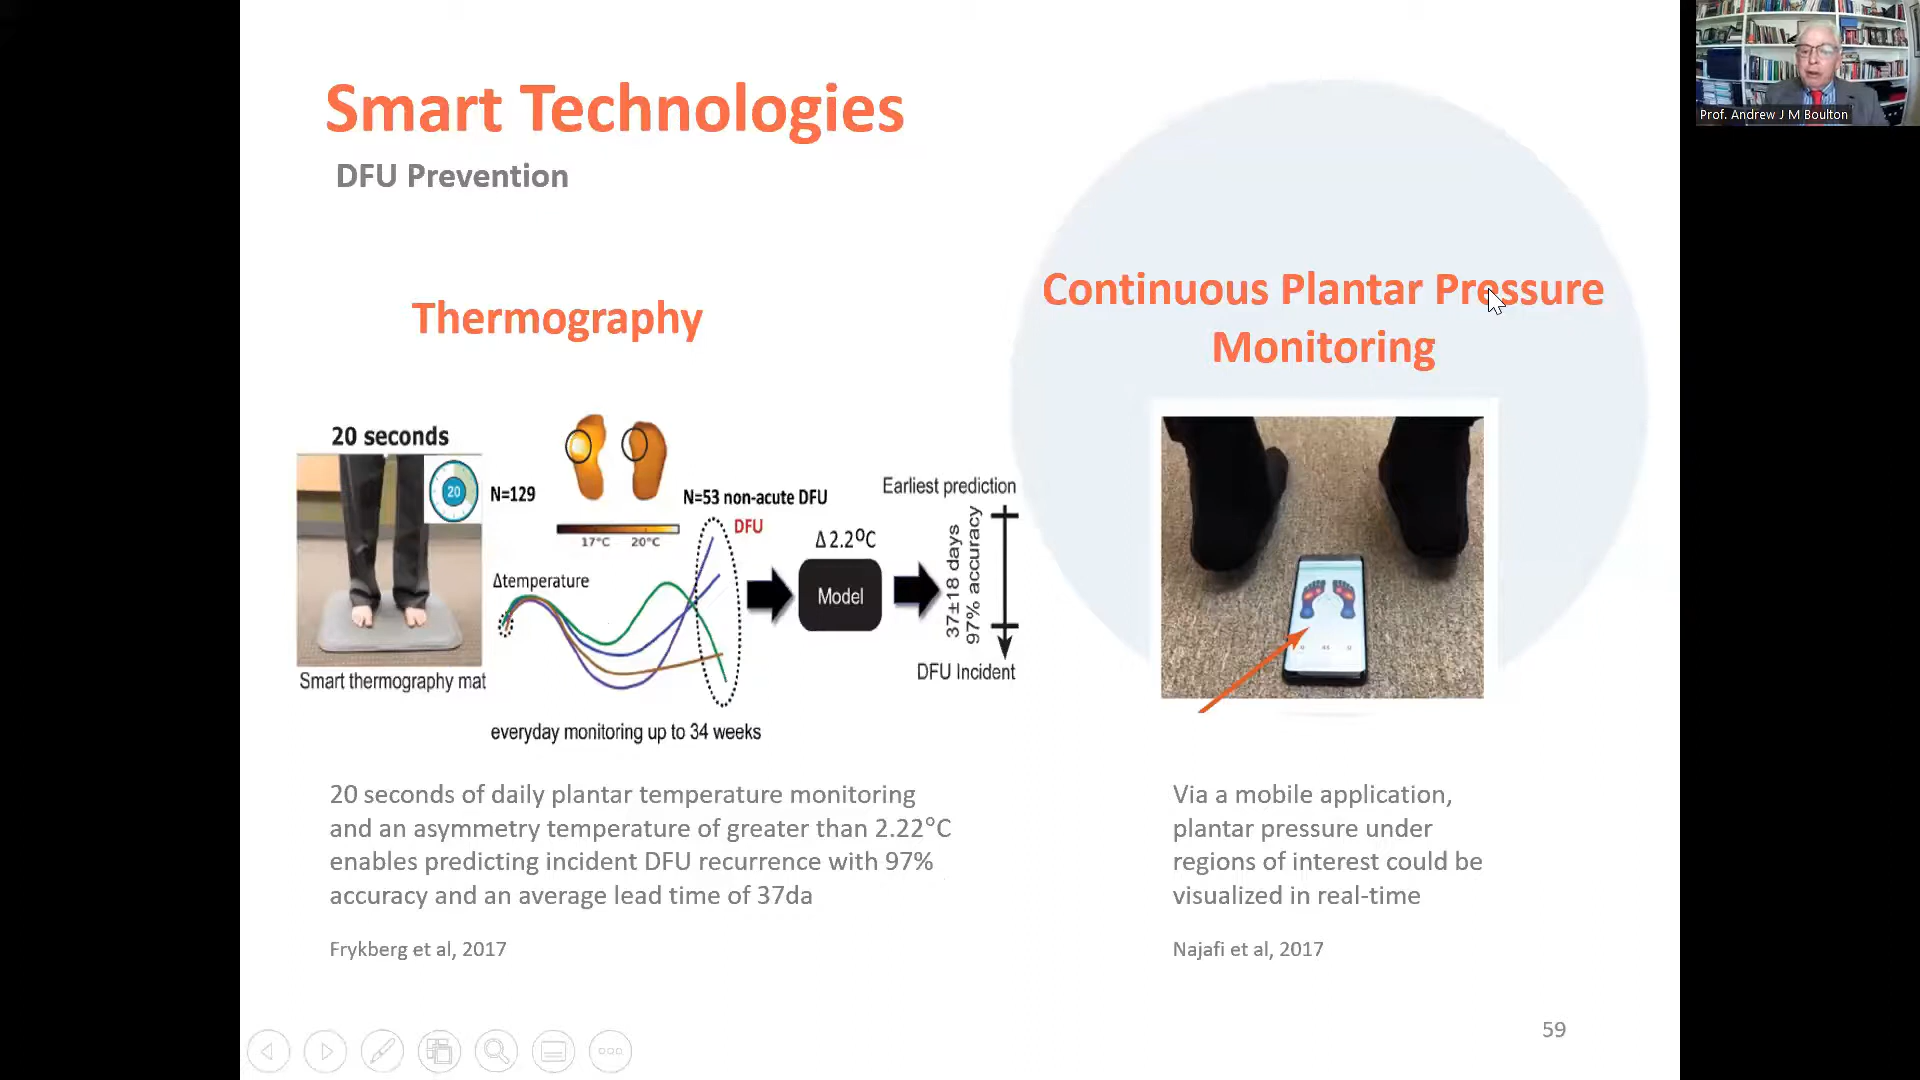 Smart Technologies
DFU Prevention
Prof. Andrew J M Boulton
Thermography
Continuous Plantar Pressure
Monitoring
20 seconds
20
N=129
17°C 20°C
N=53 non-acute DFU
DFU
Δtemperature
Δ 2.2ºC
Model
Earliest prediction
37±18 days
97% accuracy
DFU Incident
Smart thermography mat
everyday monitoring up to 34 weeks
20 seconds of daily plantar temperature monitoring
and an asymmetry temperature of greater than 2.22°C
enables predicting incident DFU recurrence with 97%
accuracy and an average lead time of 37da
Frykberg et al, 2017
Via a mobile application,
plantar pressure under
regions of interest could be
visualized in real-time
Najafi et al, 2017
59